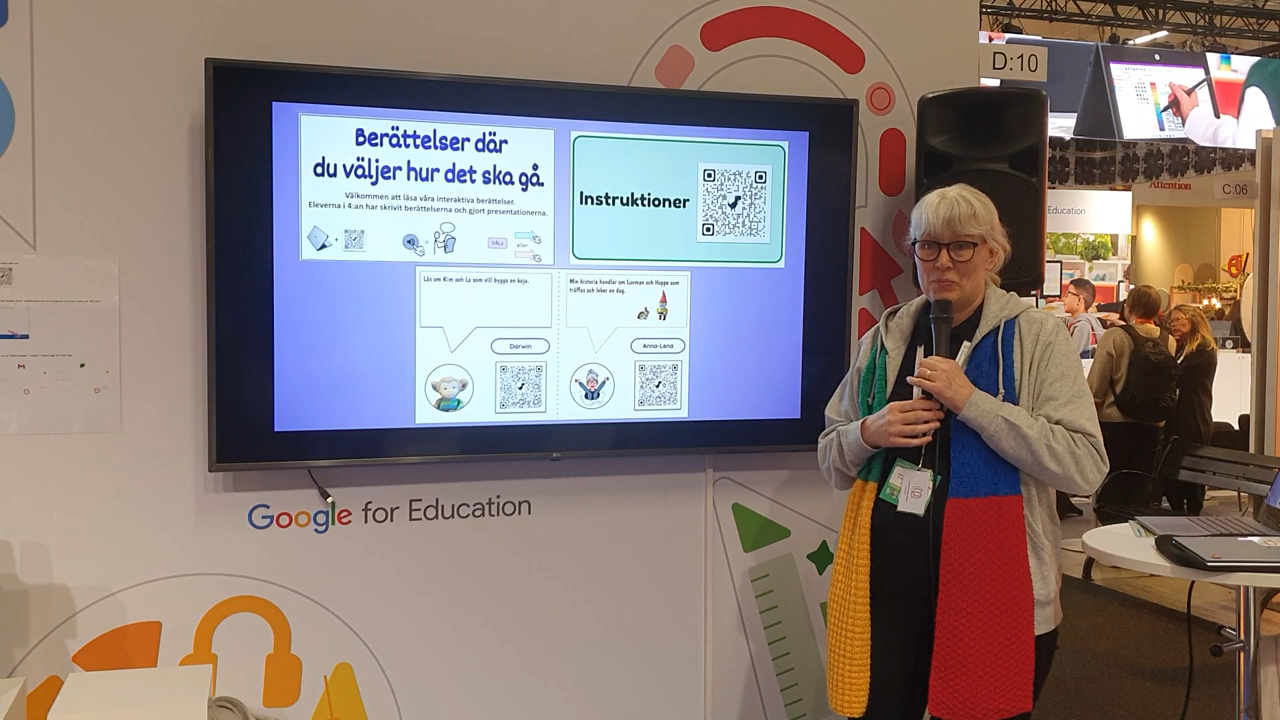 Berättelser där
du väljer hur det ska gå.
Välkommen att läsa våra interaktiva berättelser.
Eleverna i 4:an har skrivit berättelserna och gjort presentationerna.
VÄLJ
eller
Instruktioner
Läs om Kim och Lo som vill bygga en koja.
Darwin
Min historia handlar om Luvman och Hoppe som
träffas och leker en dag.
Anna-Lena
Google for Education
D:10
Attention
C:06
Education